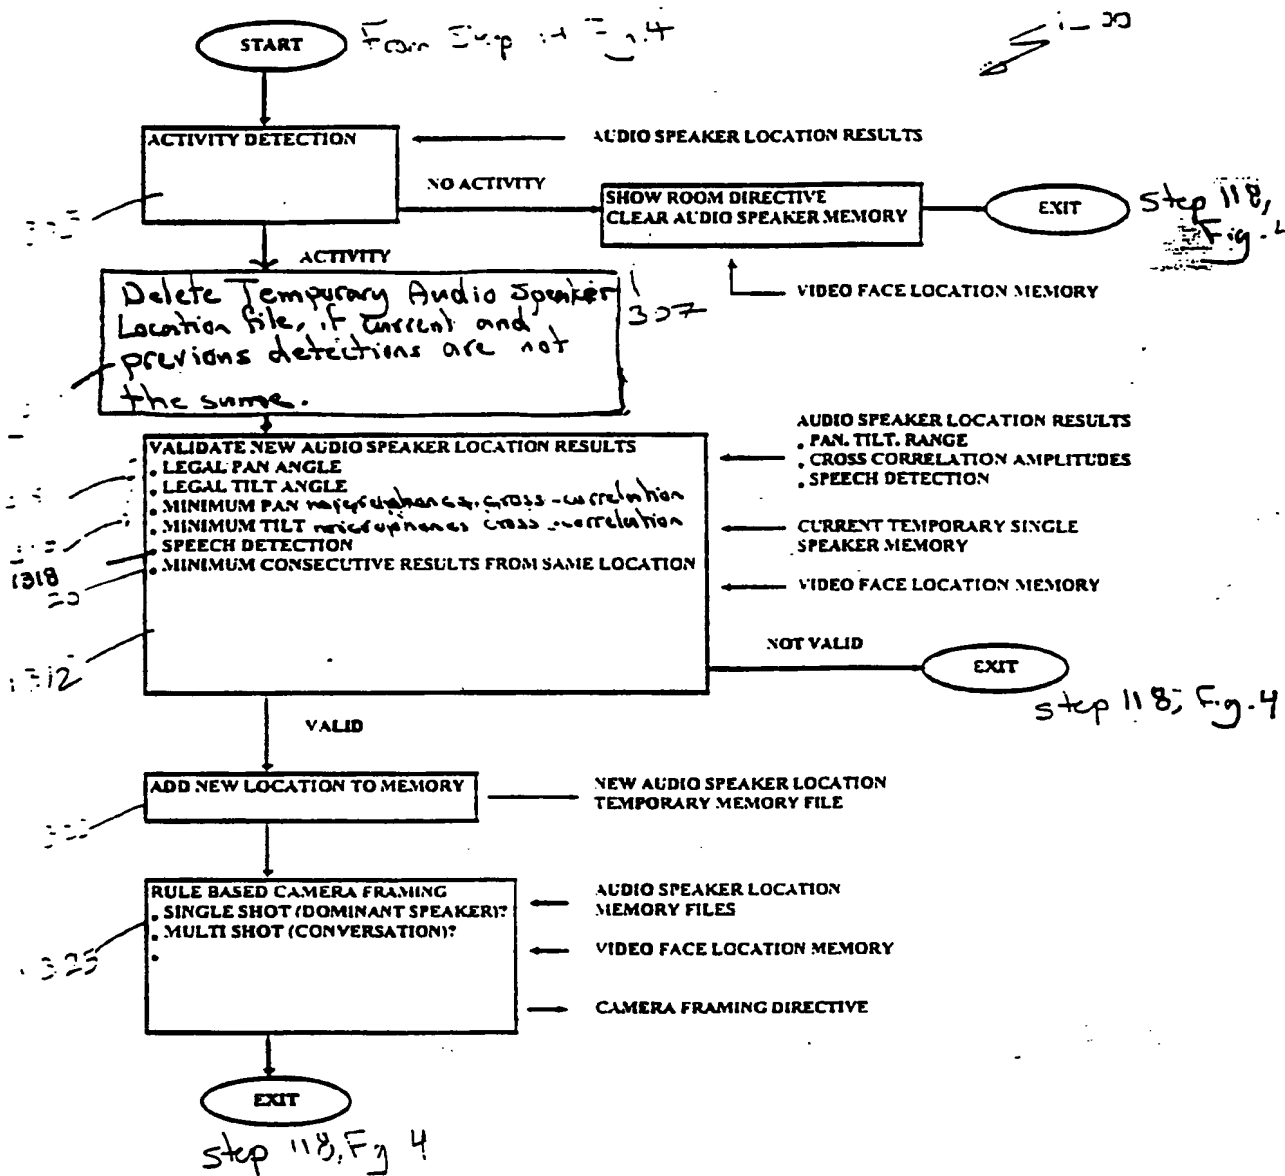 START
From
ACTIVITY DETECTION
AUDIO SPEAKER LOCATION RESULTS
NO ACTIVITY
SHOW ROOM DIRECTIVE
CLEAR AUDIO SPEAKER MEMORY
EXIT
step 118,
Fig.
ACTIVITY
VIDEO FACE LOCATION MEMORY
Delete Temporary Audio Speaker
Location file, if current and
previous detections are not
the same.
VALIDATE NEW AUDIO SPEAKER LOCATION RESULTS
• LEGAL PAN ANGLE
• LEGAL TILT ANGLE
• MINIMUM PAN microphones cross-correlation
• MINIMUM TILT microphones cross-correlation
• SPEECH DETECTION
• MINIMUM CONSECUTIVE RESULTS FROM SAME LOCATION
1318
AUDIO SPEAKER LOCATION RESULTS
• PAN, TILT, RANGE
• CROSS CORRELATION AMPLITUDES
• SPEECH DETECTION
CURRENT TEMPORARY SINGLE
SPEAKER MEMORY
VIDEO FACE LOCATION MEMORY
NOT VALID
EXIT
step 118, Fig. 4
VALID
ADD NEW LOCATION TO MEMORY
NEW AUDIO SPEAKER LOCATION
TEMPORARY MEMORY FILE
RULE BASED CAMERA FRAMING
• SINGLE SHOT (DOMINANT SPEAKER)?
• MULTI SHOT (CONVERSATION)?
•
AUDIO SPEAKER LOCATION
MEMORY FILES
VIDEO FACE LOCATION MEMORY
CAMERA FRAMING DIRECTIVE
EXIT
step 118, Fig 4